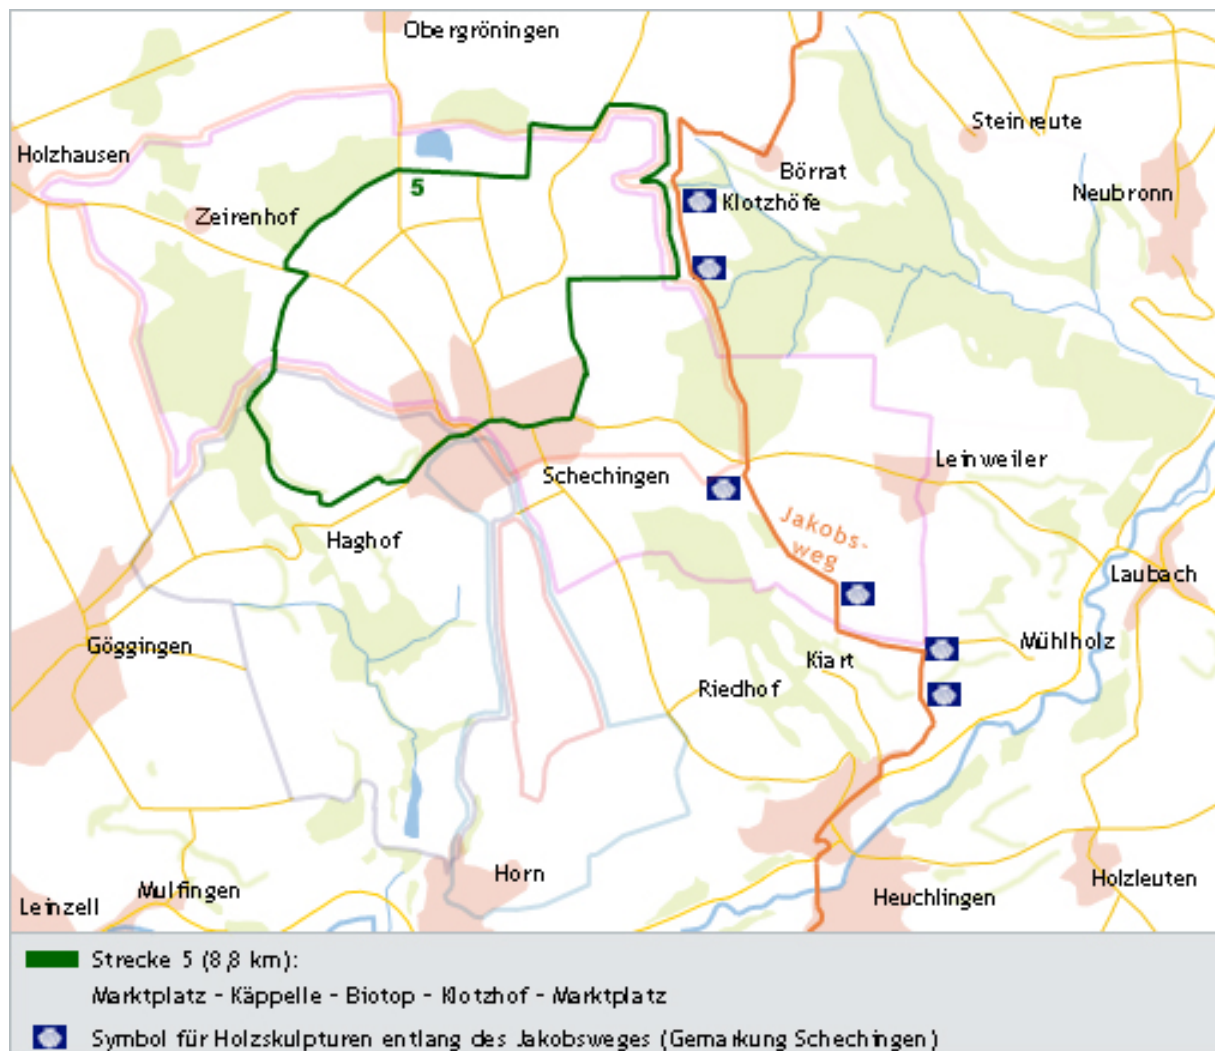 Obergröningen
Steinreute
Holzhausen
Börrat
5
Klotzhöfe
Neubronn
Zeirenhof
Leinweiler
Schechingen
Jakobs-
weg
Haghof
Laubach
Göggingen
Mühlholz
Kiart
Riedhof
Horn
Holzleuten
Mulfingen
Heuchlingen
Leinzell
Strecke 5 (8,8 km):
Marktplatz - Käppelle - Biotop - Klotzhof - Marktplatz
Symbol für Holzskulpturen entlang des Jakobsweges (Gemarkung Schechingen)